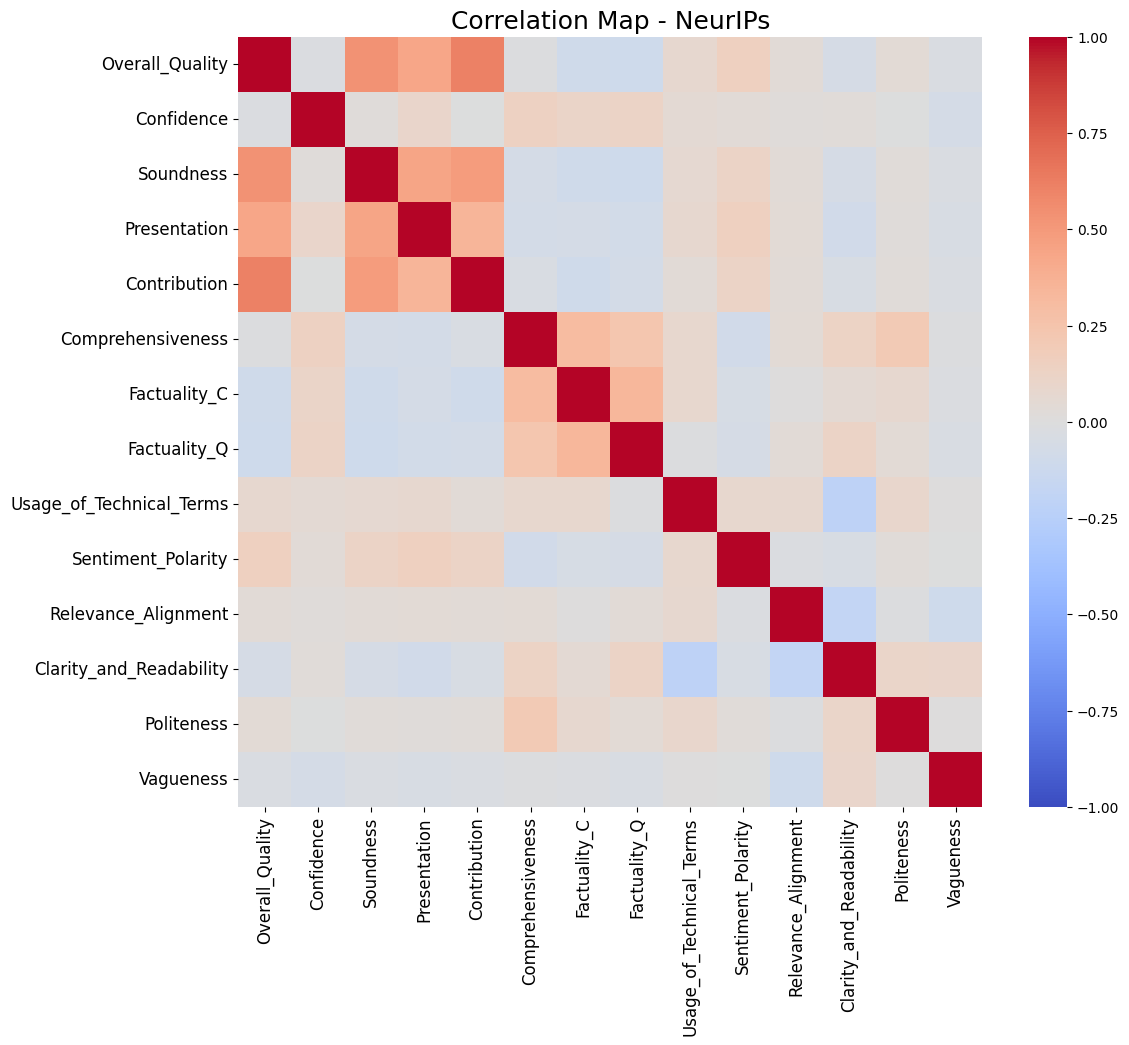 Correlation Map - NeurIPs
Overall_Quality
Confidence
Soundness
Presentation
Contribution
Comprehensiveness
Factuality_C
Factuality_Q
Usage_of_Technical_Terms
Sentiment_Polarity
Relevance_Alignment
Clarity_and_Readability
Politeness
Vagueness
Overall_Quality
Confidence
Soundness
Presentation
Contribution
Comprehensiveness
Factuality_C
Factuality_Q
Usage_of_Technical_Terms
Sentiment_Polarity
Relevance_Alignment
Clarity_and_Readability
Politeness
Vagueness
1.00
0.75
0.50
0.25
0.00
−0.25
−0.50
−0.75
−1.00